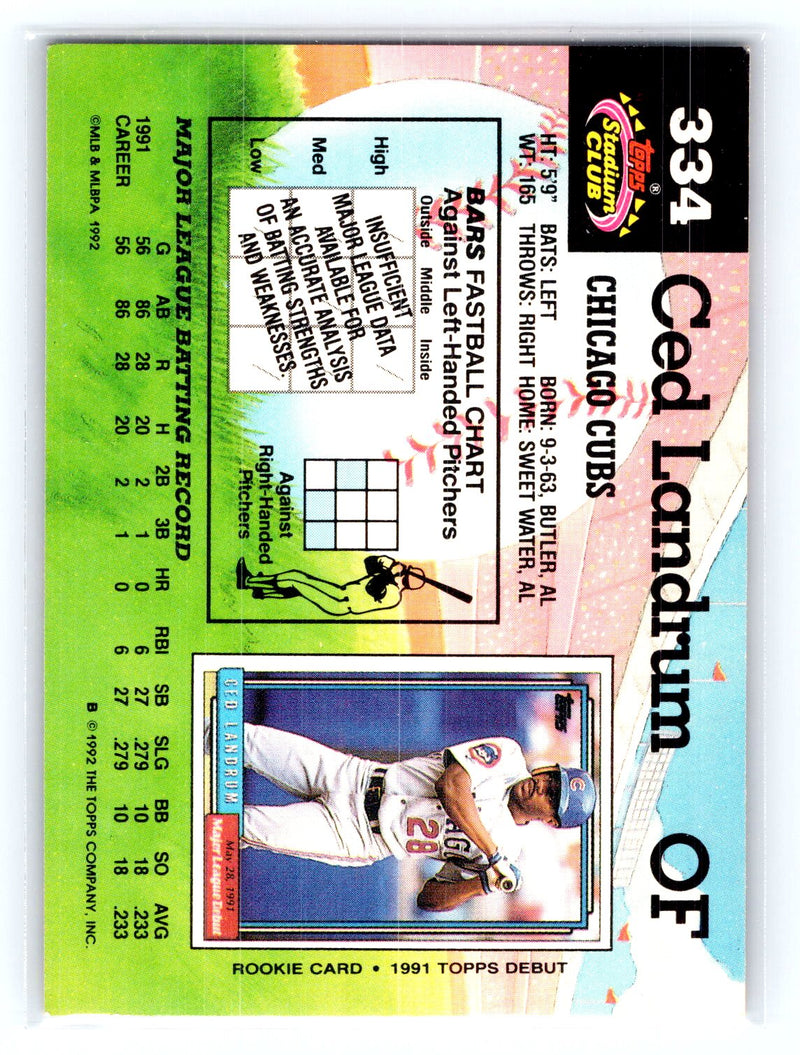 334
topps®
Stadium
CLUB
Ced Landrum OF
CHICAGO CUBS
HT: 5'9" BATS: LEFT BORN: 9-3-63, BUTLER, AL
WT: 165 THROWS: RIGHT HOME: SWEET WATER, AL
BARS FASTBALL CHART
Against Left-Handed Pitchers
Outside Middle Inside
High
Med
Low
INSUFFICIENT
MAJOR LEAGUE DATA
AVAILABLE FOR
AN ACCURATE ANALYSIS
OF BATTING STRENGTHS
AND WEAKNESSES.
Against
Right-Handed
Pitchers
Topps
CHICAGO
28
CED LANDRUM
May 28, 1991
Major League Debut
ROOKIE CARD • 1991 TOPPS DEBUT
MAJOR LEAGUE BATTING RECORD
G AB R H 2B 3B HR RBI SB SLG BB SO AVG
1991 56 86 28 20 2 1 0 6 27 .279 10 18 .233
CAREER 56 86 28 20 2 1 0 6 27 .279 10 18 .233
©MLB & MLBPA 1992 B © 1992 THE TOPPS COMPANY, INC.